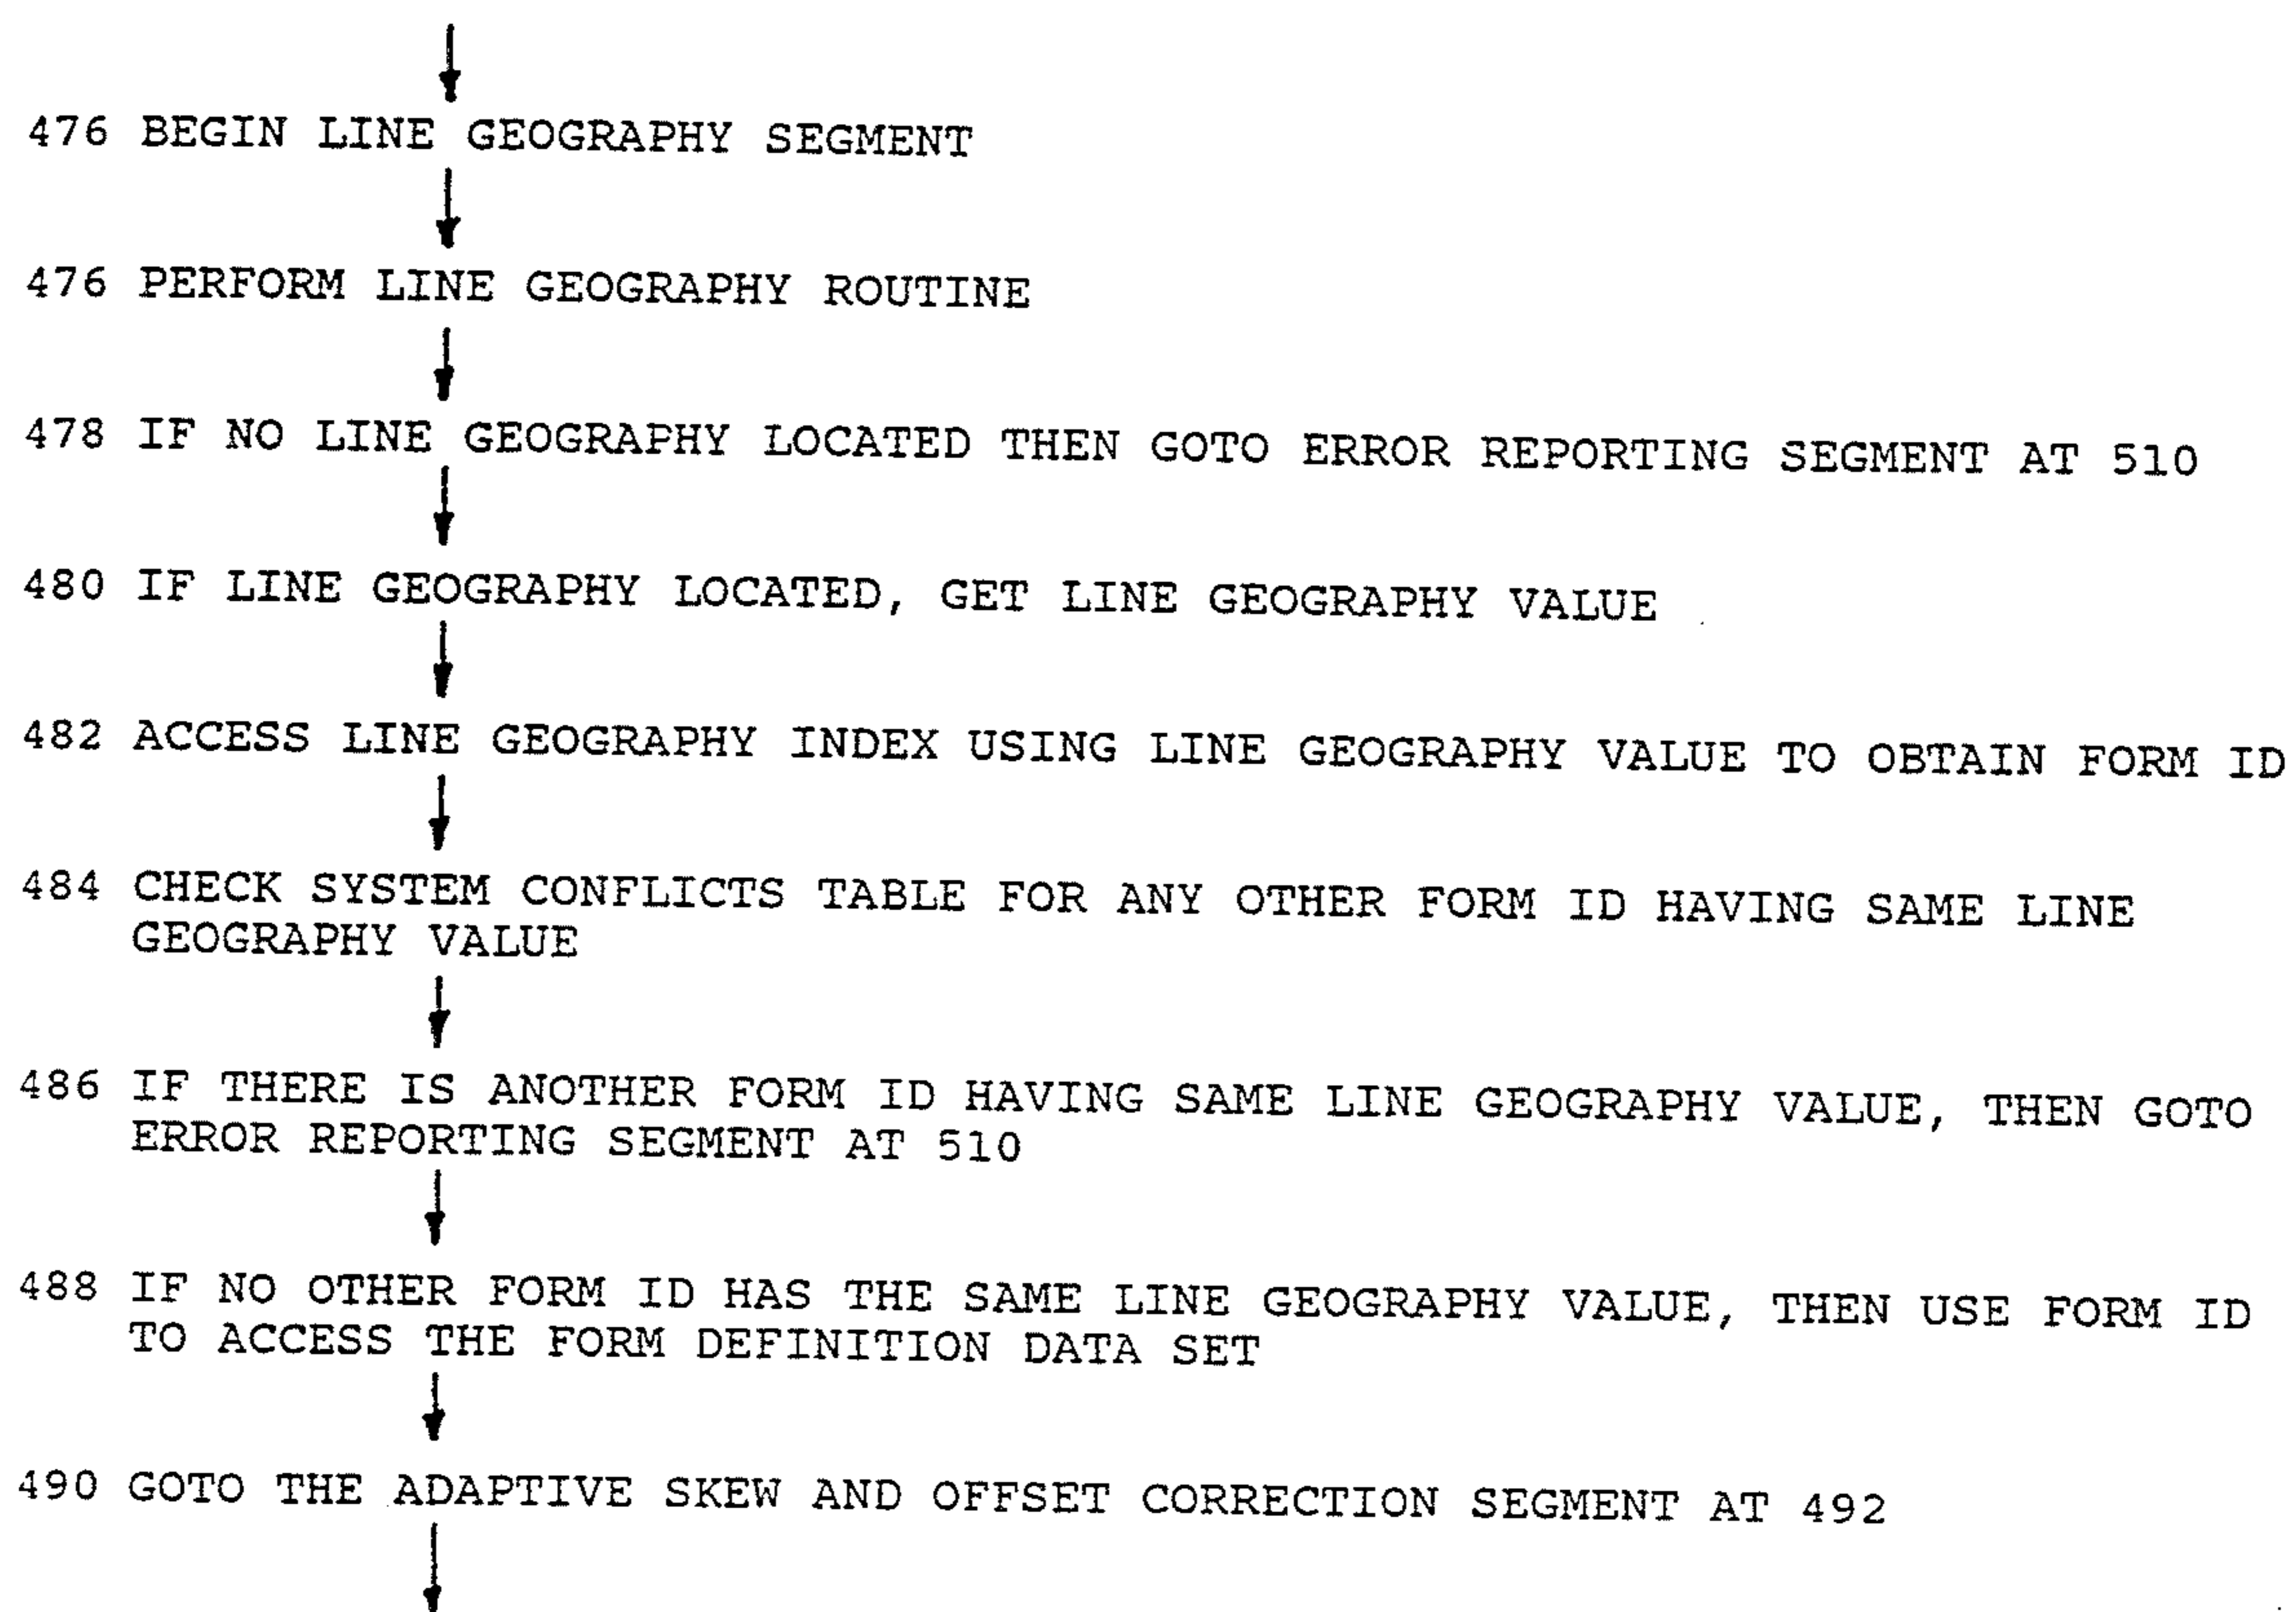 476 BEGIN LINE GEOGRAPHY SEGMENT
476 PERFORM LINE GEOGRAPHY ROUTINE
478 IF NO LINE GEOGRAPHY LOCATED THEN GOTO ERROR REPORTING SEGMENT AT 510
480 IF LINE GEOGRAPHY LOCATED, GET LINE GEOGRAPHY VALUE
482 ACCESS LINE GEOGRAPHY INDEX USING LINE GEOGRAPHY VALUE TO OBTAIN FORM ID
484 CHECK SYSTEM CONFLICTS TABLE FOR ANY OTHER FORM ID HAVING SAME LINE
GEOGRAPHY VALUE
486 IF THERE IS ANOTHER FORM ID HAVING SAME LINE GEOGRAPHY VALUE, THEN GOTO
ERROR REPORTING SEGMENT AT 510
488 IF NO OTHER FORM ID HAS THE SAME LINE GEOGRAPHY VALUE, THEN USE FORM ID
TO ACCESS THE FORM DEFINITION DATA SET
490 GOTO THE ADAPTIVE SKEW AND OFFSET CORRECTION SEGMENT AT 492